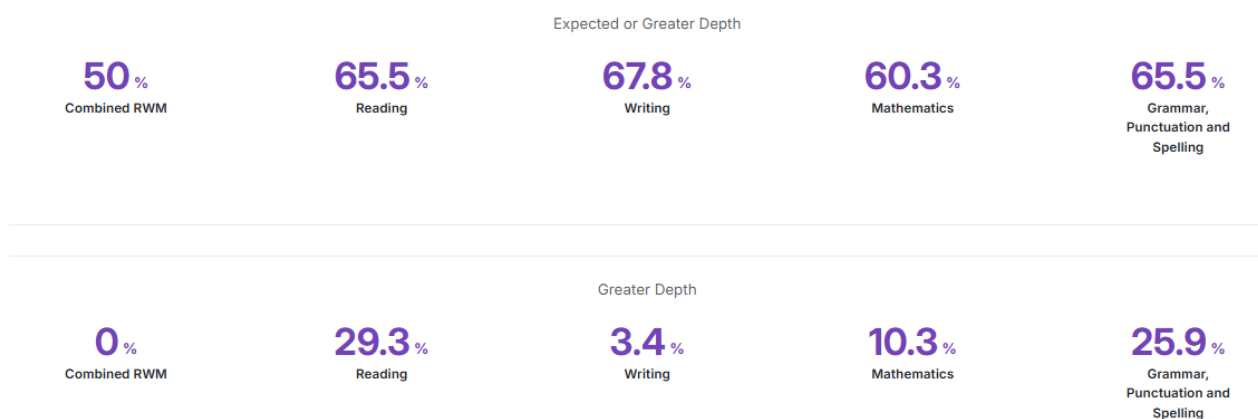 Expected or Greater Depth
50 %
65.5 %
67.8 %
60.3 %
65.5 %
Combined RWM
Reading
Writing
Mathematics
Grammar,
Punctuation and
Spelling
Greater Depth
0 %
29.3 %
3.4 %
10.3 %
25.9 %
Combined RWM
Reading
Writing
Mathematics
Grammar,
Punctuation and
Spelling